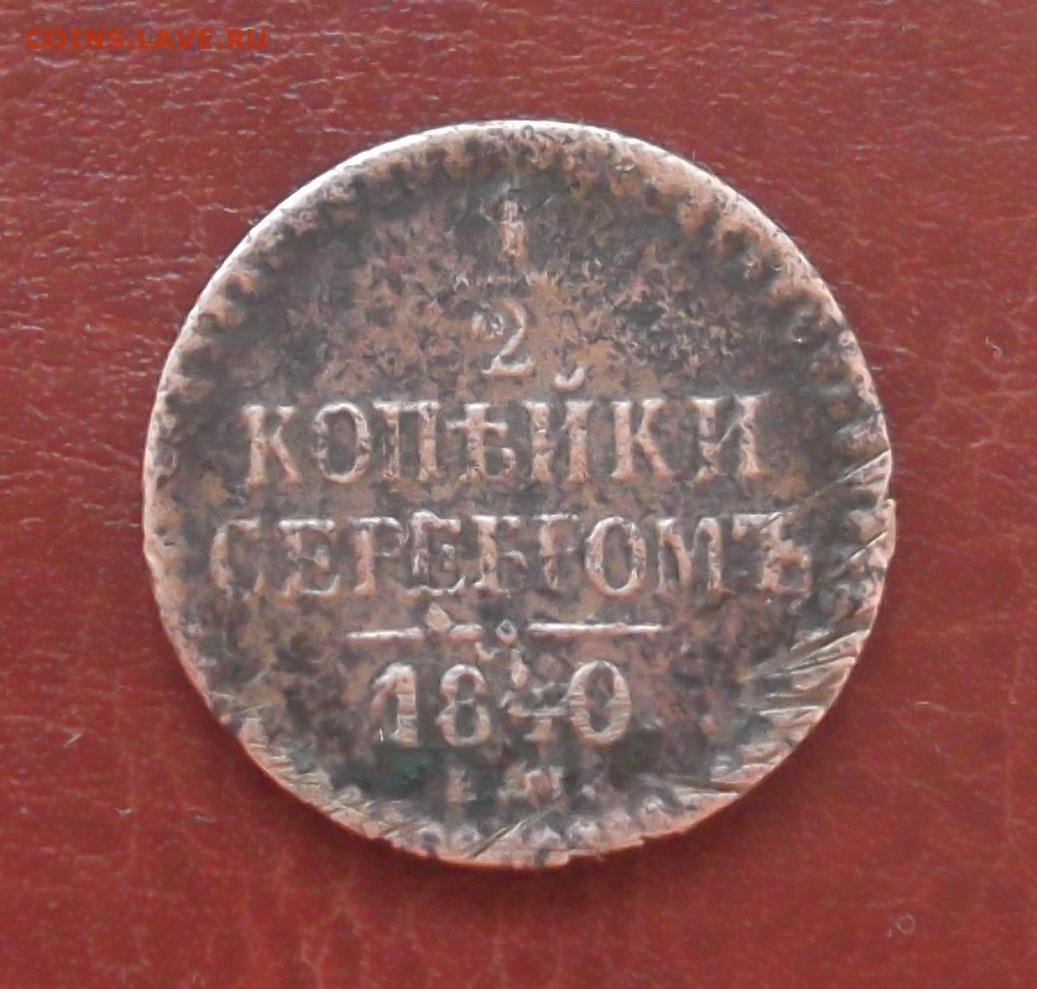 COINS.LAVE.RU
1
2
КОПѢЙКИ
СЕРЕБРОМЪ
1840